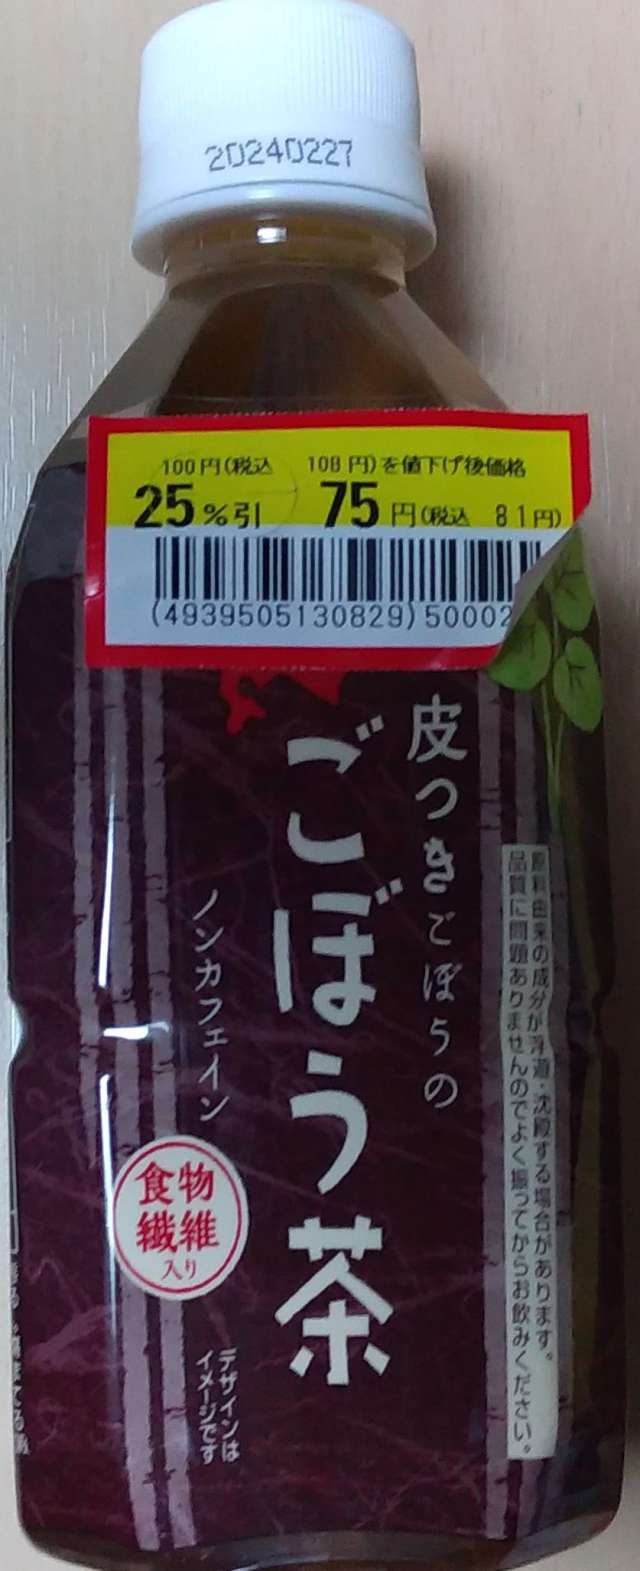 20240227
100円(税込 108円)を値下げ後価格
25%引 75円(税込 81円)
(4939505130829)50002
皮つきごぼうの
ごぼう茶
ノンカフェイン
食物
繊維
入り
デザインは
イメージです
原料由来の成分が浮遊・沈殿する場合があります。
品質に問題ありませんのでよく振ってからお飲みください。